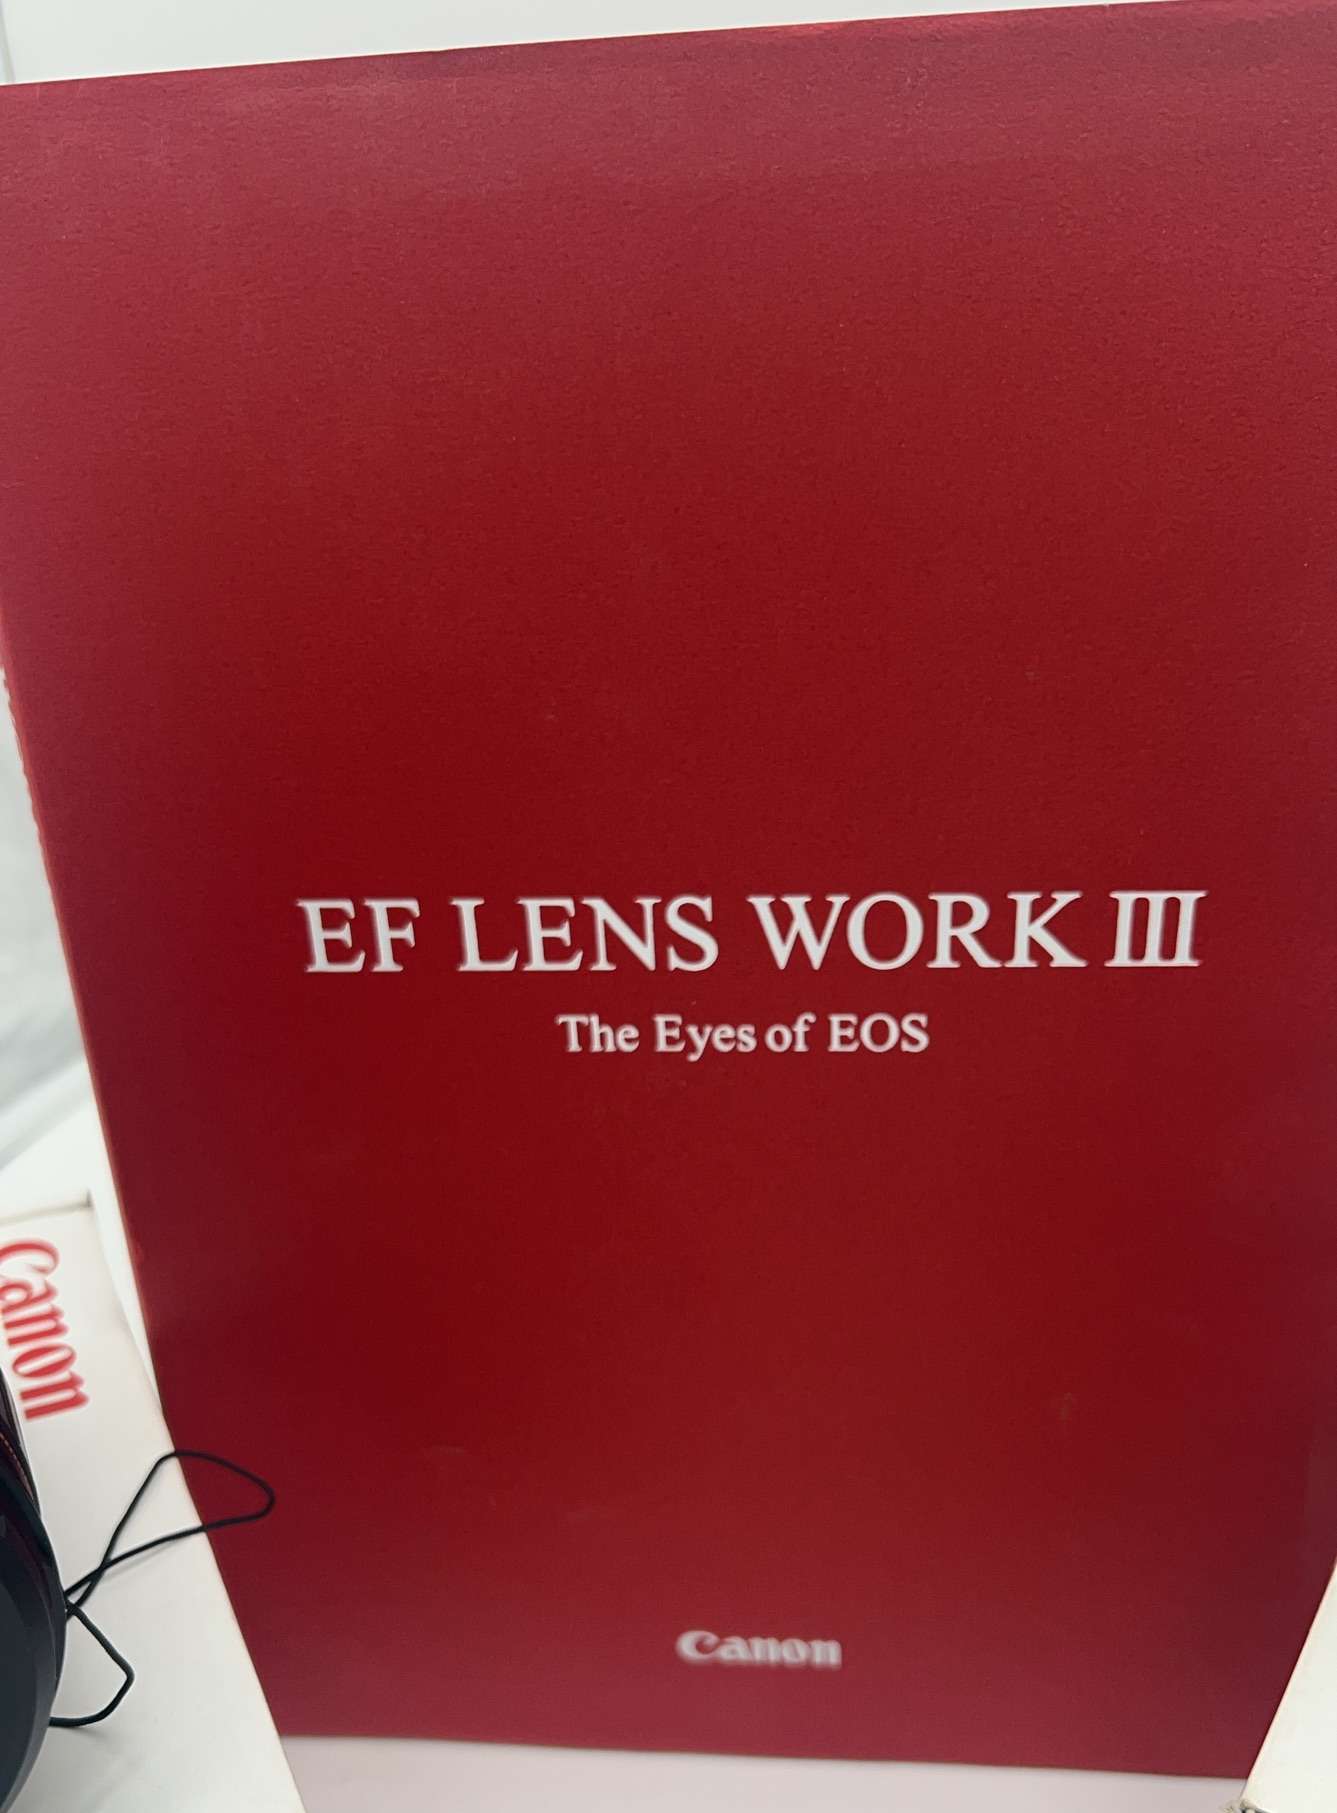 EF LENS WORK III
The Eyes of EOS
Canon
Canon